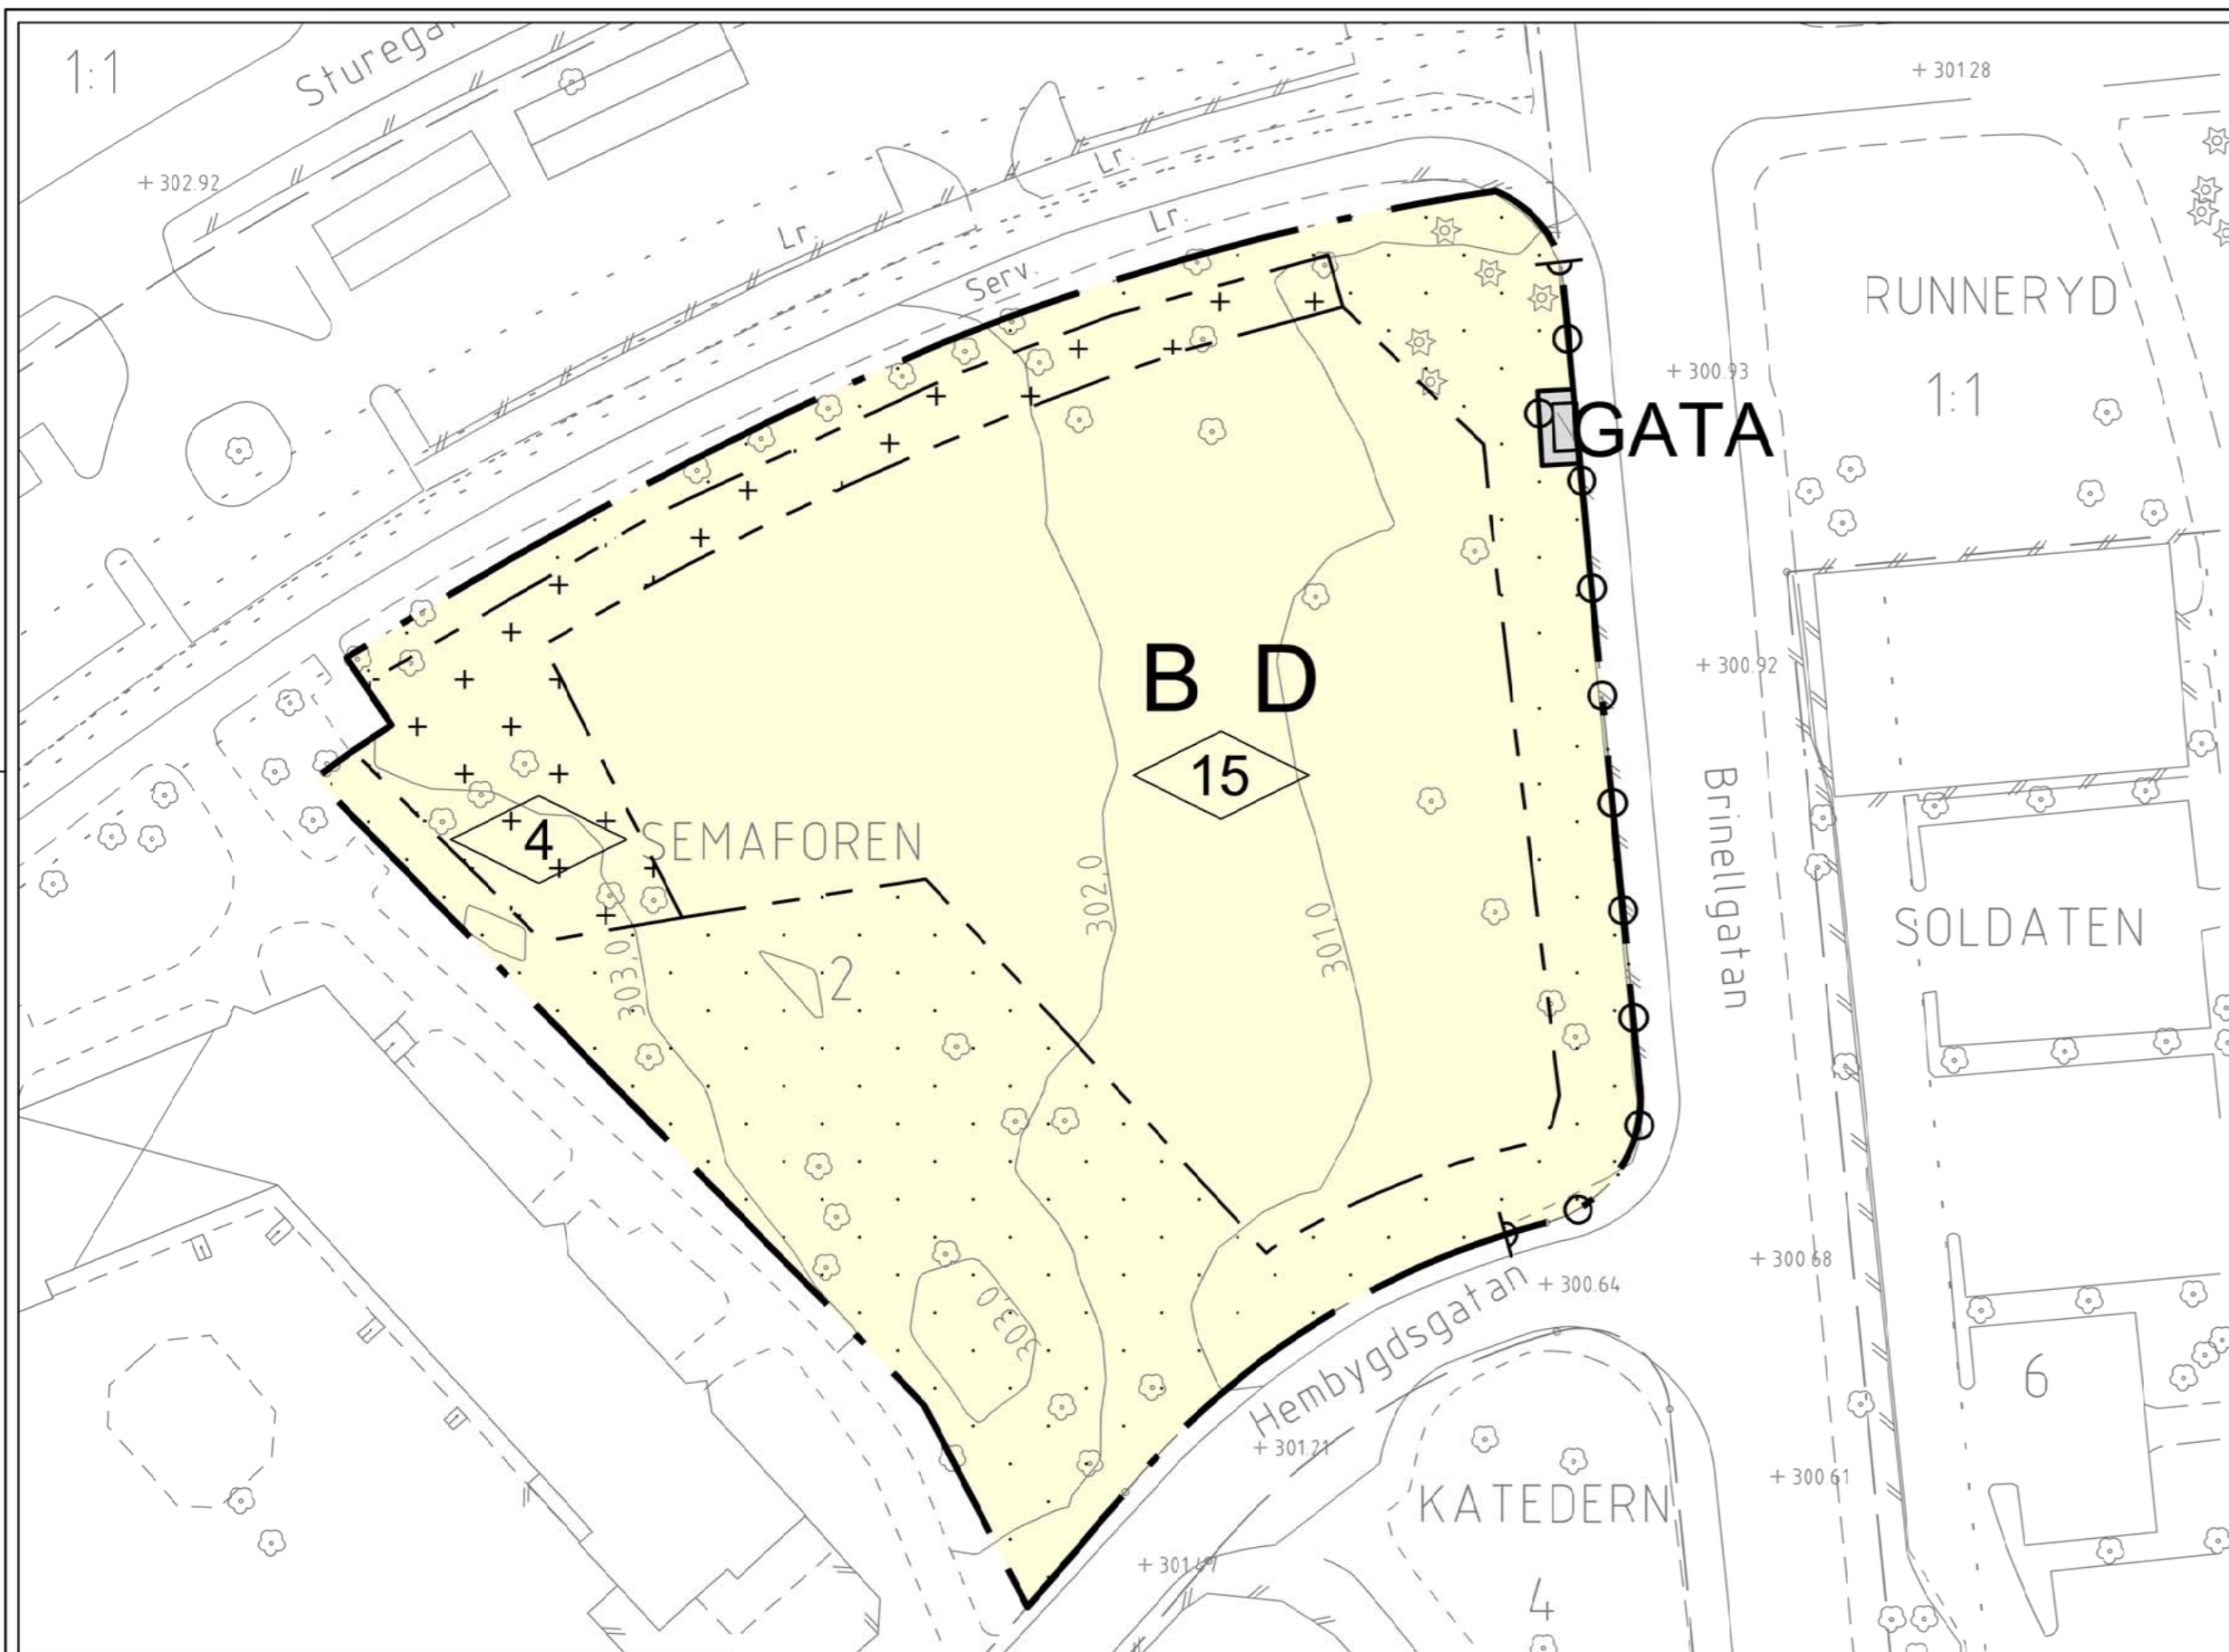 1:1
Sturega
+ 301.28
+ 302.92
Lr.
Lr.
Lr.
Serv.
RUNNERYD
1:1
+ 300.93
GATA
B D
15
+ 300.92
4
SEMAFOREN
Brinellgatan
302.0
301.0
SOLDATEN
303.0
2
303.0
Hembygdsgatan
+ 300.64
+ 300.68
6
+ 301.21
+ 300.61
KATEDERN
4